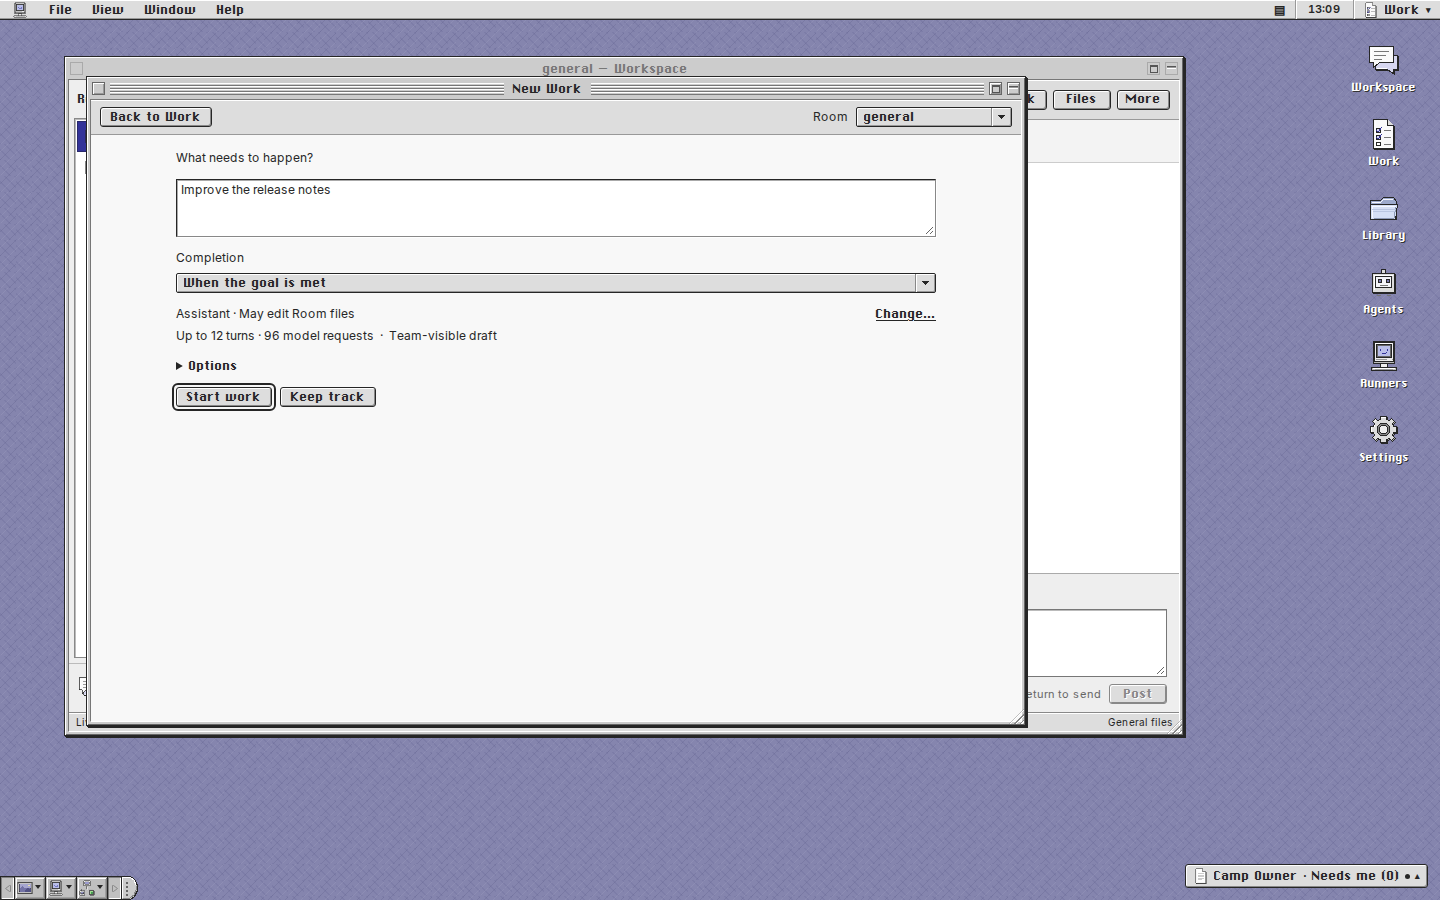 File View Window Help 13:09 Work
general — Workspace
New Work
Back to Work Room general
Files More
What needs to happen?
Improve the release notes
Completion
When the goal is met
Assistant · May edit Room files Change...
Up to 12 turns · 96 model requests · Team-visible draft
Options
Start work Keep track
to send Post
General files
Workspace
Work
Library
Agents
Runners
Settings
Camp Owner · Needs me (0)